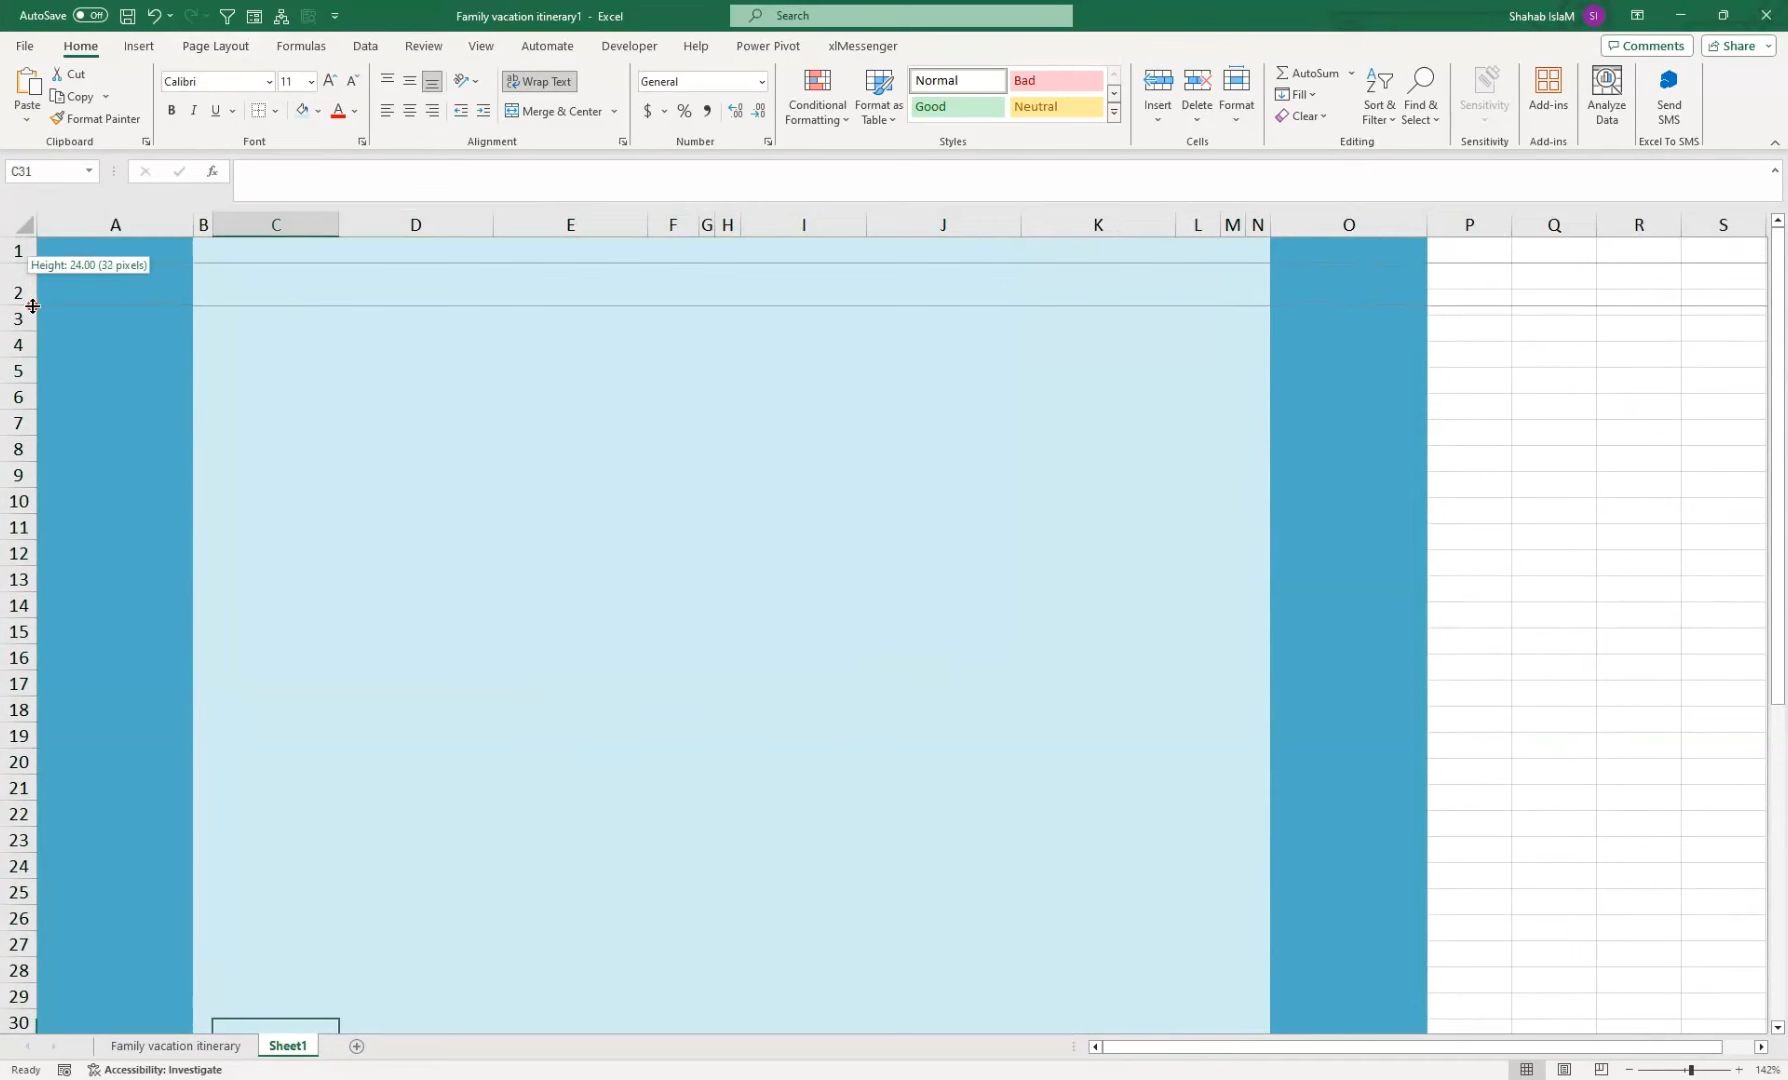 AutoSave Off Family vacation itinerary1 - Excel Search Shahab IslaM SI
File Home Insert Page Layout Formulas Data Review View Automate Developer Help Power Pivot xlMessenger Comments Share
Paste Cut Copy Format Painter Clipboard
Calibri 11 A A B I U A Font
ab Wrap Text Merge & Center Alignment
General $ % , Number
Conditional Formatting Format as Table Normal Bad Good Neutral Styles
Insert Delete Format Cells
AutoSum Fill Clear Sort & Filter Find & Select Editing
Sensitivity Sensitivity
Add-ins Add-ins
Analyze Data
Send SMS Excel To SMS
C31 fx
A B C D E F G H I J K L M N O P Q R S
1
Height: 24.00 (32 pixels)
2
3
4
5
6
7
8
9
10
11
12
13
14
15
16
17
18
19
20
21
22
23
24
25
26
27
28
29
30
Family vacation itinerary Sheet1
Ready Accessibility: Investigate 142%